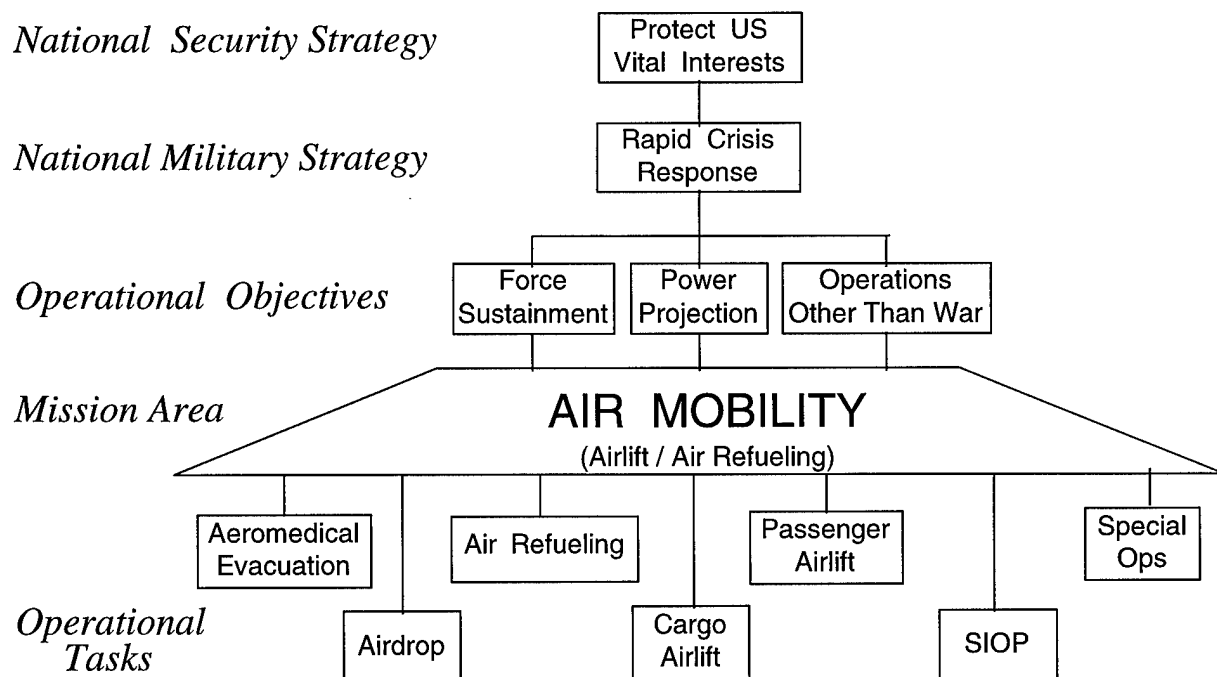 National Security Strategy
Protect US
Vital Interests
National Military Strategy
Rapid Crisis
Response
Operational Objectives
Force
Sustainment
Power
Projection
Operations
Other Than War
Mission Area
AIR MOBILITY
(Airlift / Air Refueling)
Aeromedical
Evacuation
Air Refueling
Passenger
Airlift
Special
Ops
Operational
Tasks
Airdrop
Cargo
Airlift
SIOP